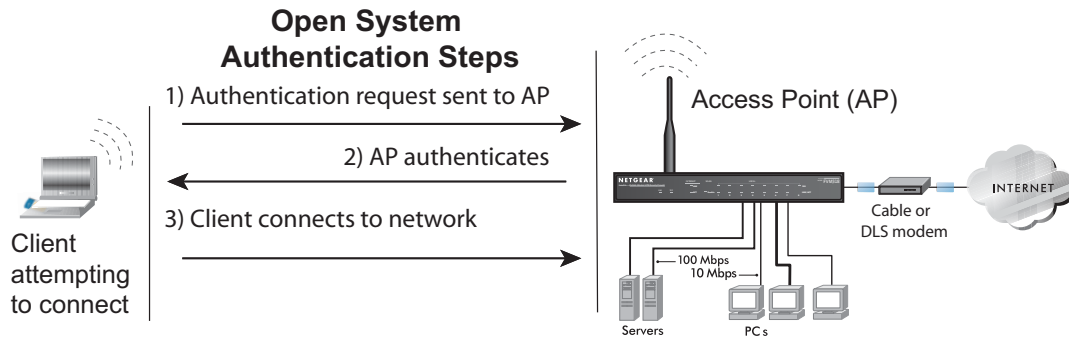 Open System
Authentication Steps
1) Authentication request sent to AP
2) AP authenticates
3) Client connects to network
Client
attempting
to connect
Access Point (AP)
NETGEAR
Cable or
DLS modem
INTERNET
100 Mbps
10 Mbps
Servers
PCs